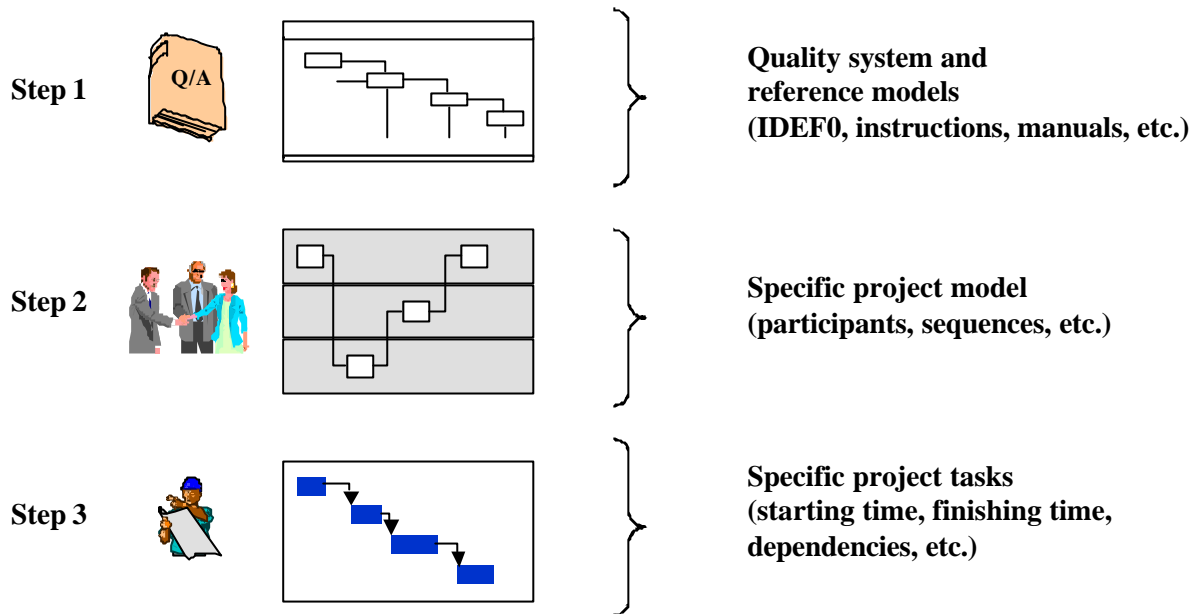 Step 1
Q/A
Quality system and
reference models
(IDEF0, instructions, manuals, etc.)
Step 2
Specific project model
(participants, sequences, etc.)
Step 3
Specific project tasks
(starting time, finishing time,
dependencies, etc.)